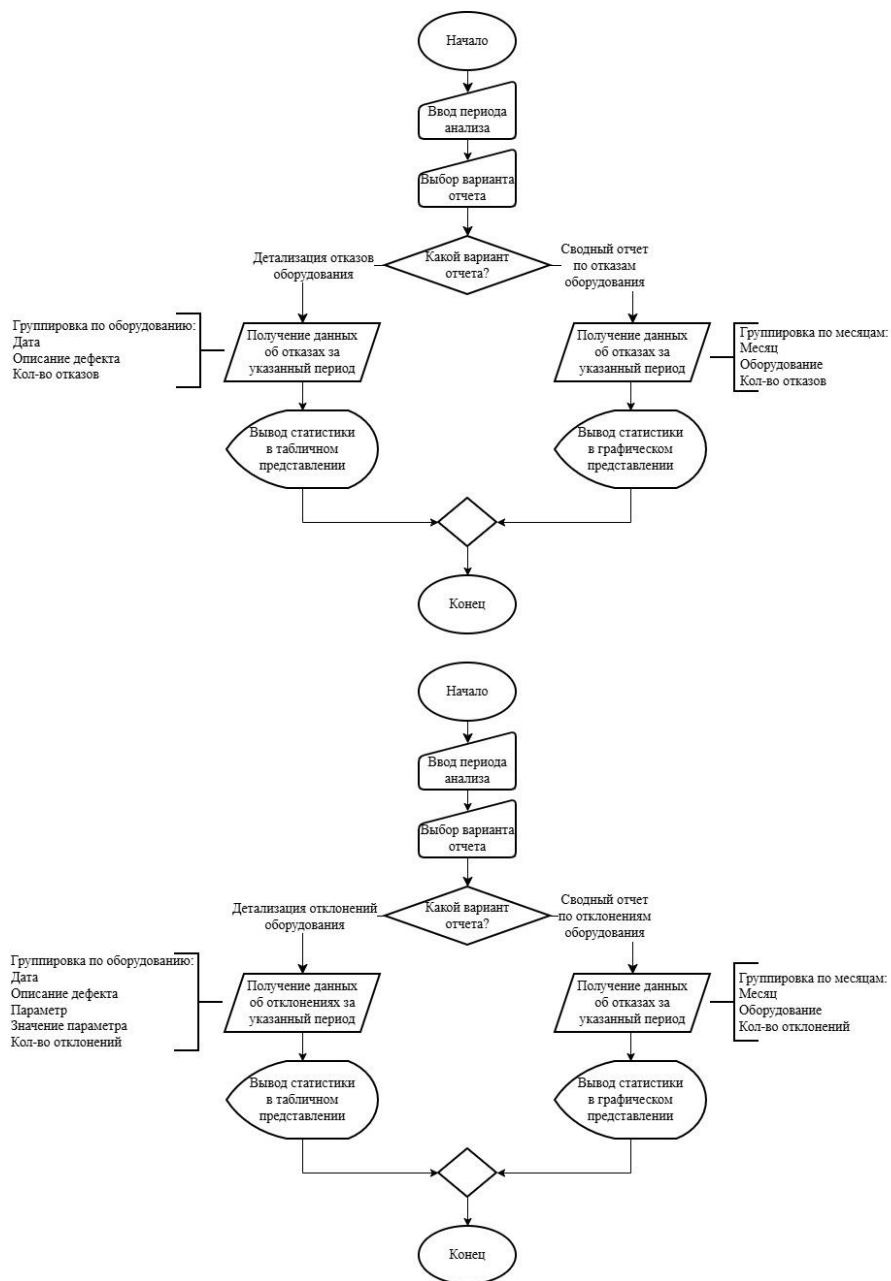 Начало
Ввод периода
анализа
Выбор варианта
отчета
Какой вариант
отчета?
Детализация отказов
оборудования
Сводный отчет
по отказам
оборудования
Группировка по оборудованию:
Дата
Описание дефекта
Кол-во отказов
Получение данных
об отказах за
указанный период
Получение данных
об отказах за
указанный период
Группировка по месяцам:
Месяц
Оборудование
Кол-во отказов
Вывод статистики
в табличном
представлении
Вывод статистики
в графическом
представлении
Конец
Начало
Ввод периода
анализа
Выбор варианта
отчета
Какой вариант
отчета?
Детализация отклонений
оборудования
Сводный отчет
по отклонениям
оборудования
Группировка по оборудованию:
Дата
Описание дефекта
Параметр
Значение параметра
Кол-во отклонений
Получение данных
об отклонениях за
указанный период
Получение данных
об отказах за
указанный период
Группировка по месяцам:
Месяц
Оборудование
Кол-во отклонений
Вывод статистики
в табличном
представлении
Вывод статистики
в графическом
представлении
Конец